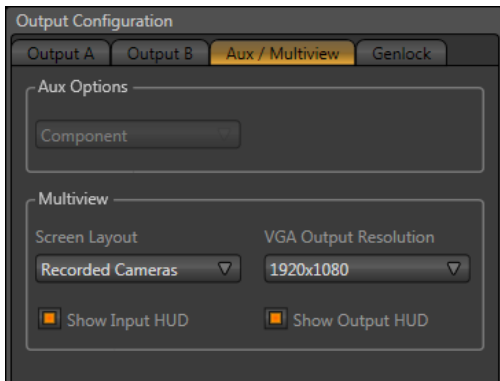 Output Configuration
Output A Output B Aux / Multiview Genlock
Aux Options
Component
Multiview
Screen Layout VGA Output Resolution
Recorded Cameras 1920x1080
Show Input HUD Show Output HUD